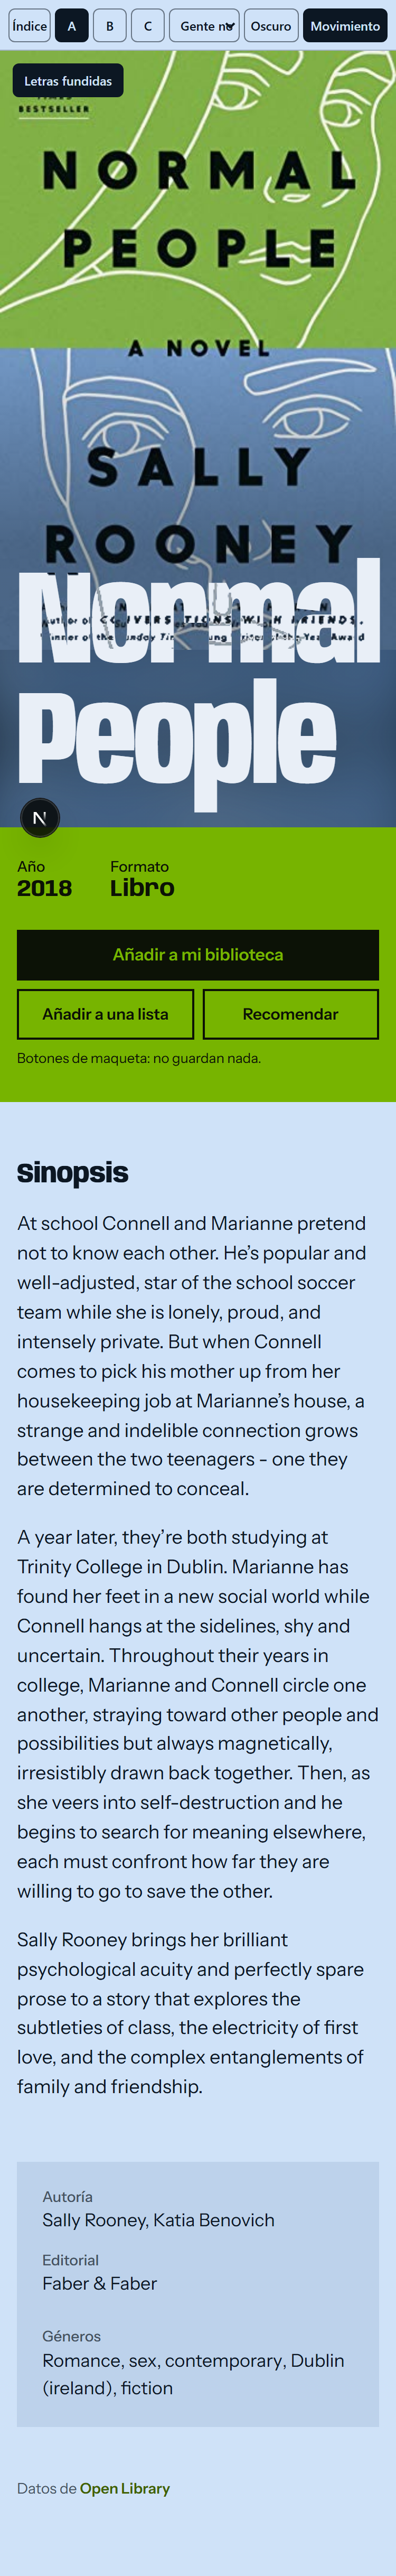 Índice A B C Gente no Oscuro Movimiento
Letras fundidas
BESTSELLER
NORMAL
PEOPLE
A NOVEL
SALLY
ROONEY
Normal
People
N
Año Formato
2018 Libro
Añadir a mi biblioteca
Añadir a una lista Recomendar
Botones de maqueta: no guardan nada.
Sinopsis
At school Connell and Marianne pretend
not to know each other. He’s popular and
well-adjusted, star of the school soccer
team while she is lonely, proud, and
intensely private. But when Connell
comes to pick his mother up from her
housekeeping job at Marianne’s house, a
strange and indelible connection grows
between the two teenagers - one they
are determined to conceal.
A year later, they’re both studying at
Trinity College in Dublin. Marianne has
found her feet in a new social world while
Connell hangs at the sidelines, shy and
uncertain. Throughout their years in
college, Marianne and Connell circle one
another, straying toward other people and
possibilities but always magnetically,
irresistibly drawn back together. Then, as
she veers into self-destruction and he
begins to search for meaning elsewhere,
each must confront how far they are
willing to go to save the other.
Sally Rooney brings her brilliant
psychological acuity and perfectly spare
prose to a story that explores the
subtleties of class, the electricity of first
love, and the complex entanglements of
family and friendship.
Autoría
Sally Rooney, Katia Benovich
Editorial
Faber & Faber
Géneros
Romance, sex, contemporary, Dublin
(ireland), fiction
Datos de Open Library